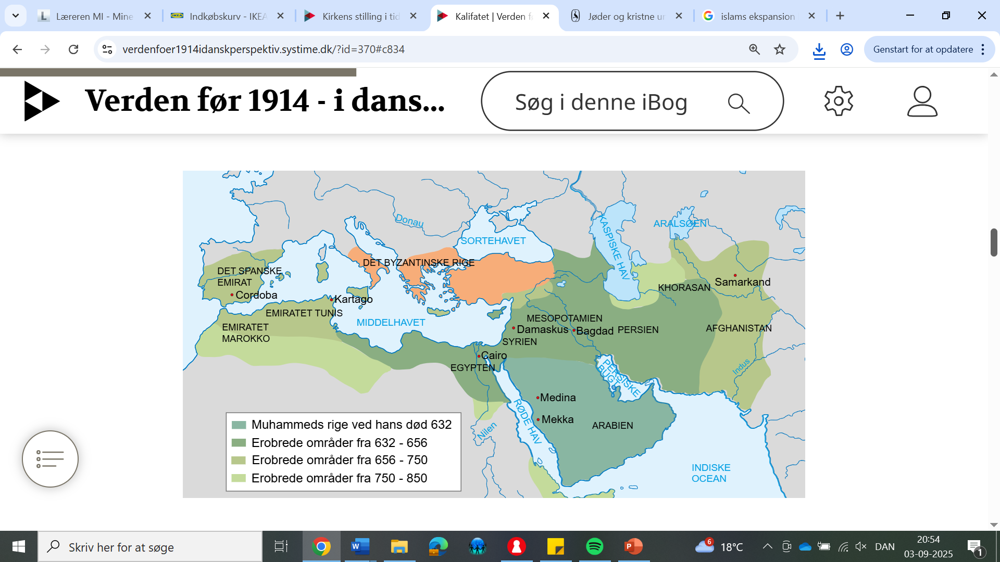 Læreren MI - Mine
Indkøbskurv - IKEA
Kirkens stilling i tid
Kalifatet | Verden f
Jøder og kristne un
islams ekspansion
verdenfoer1914idanskperspektiv.systime.dk/?id=370#c834
Genstart for at opdatere
Verden før 1914 - i dans...
Søg i denne iBog
Donau
SORTEHAVET
KASPISKE HAV
ARALSØEN
DET BYZANTINSKE RIGE
DET SPANSKE
EMIRAT
Cordoba
Kartago
KHORASAN
Samarkand
EMIRATET TUNIS
MIDDELHAVET
EMIRATET
MAROKKO
MESOPOTAMIEN
Damaskus
Bagdad
PERSIEN
AFGHANISTAN
SYRIEN
Cairo
EGYPTEN
PERSISKE
BUGT
Indus
Medina
Mekka
ARABIEN
RØDE HAV
Nilen
INDISKE
OCEAN
Muhammeds rige ved hans død 632
Erobrede områder fra 632 - 656
Erobrede områder fra 656 - 750
Erobrede områder fra 750 - 850
Skriv her for at søge
W
P
6
18°C
DAN
20:54
03-09-2025
1